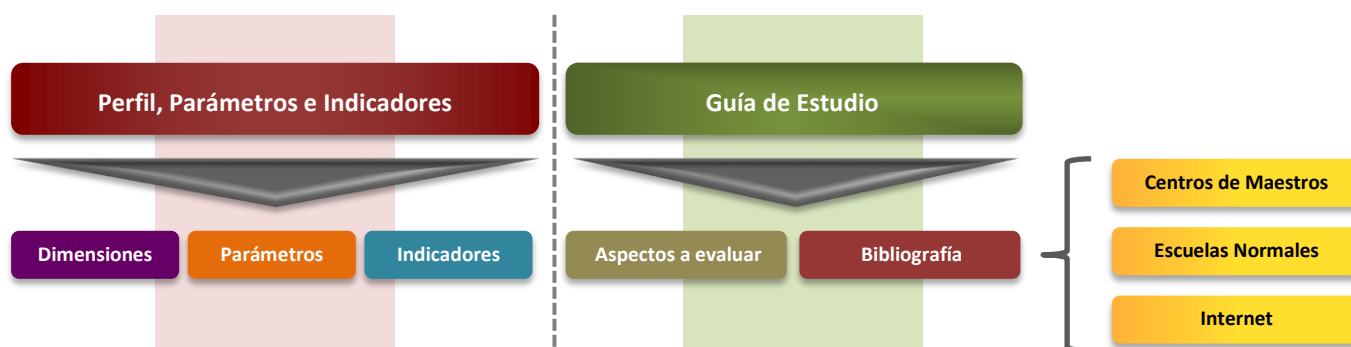 Perfil, Parámetros e Indicadores
Guía de Estudio
Dimensiones
Parámetros
Indicadores
Aspectos a evaluar
Bibliografía
Centros de Maestros
Escuelas Normales
Internet